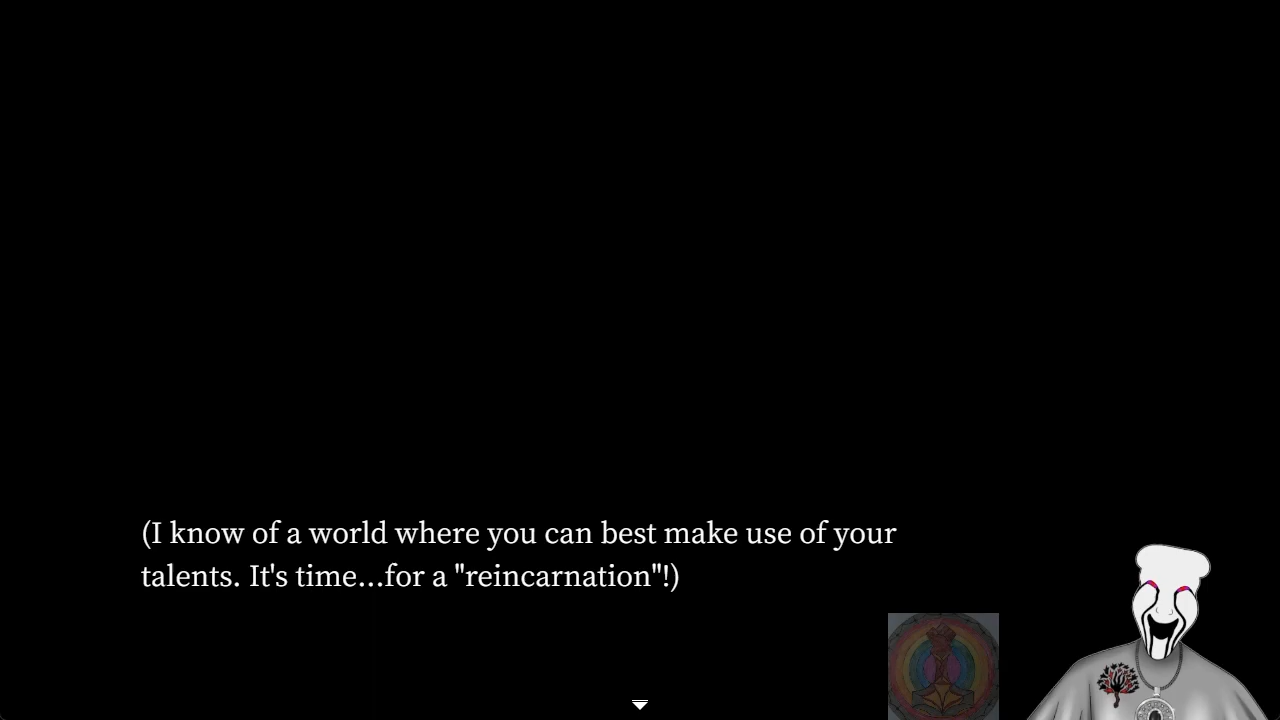 (I know of a world where you can best make use of your
talents. It's time...for a "reincarnation"!)